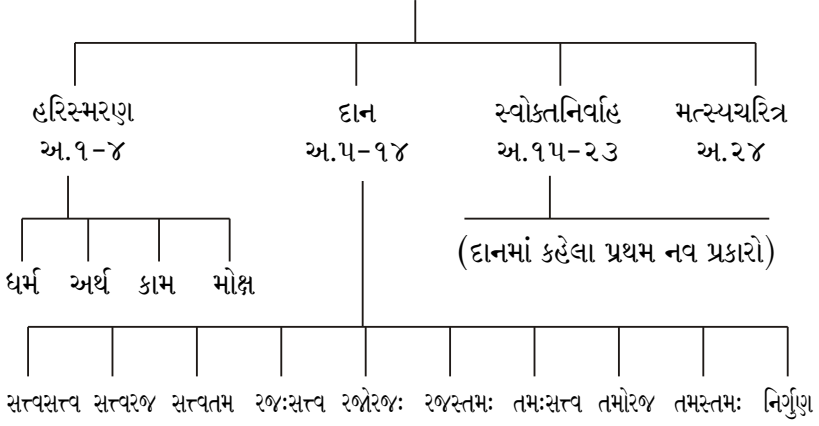 હરિસ્મરણ દાન સ્વોક્તનિર્વાહ મત્સ્યચરિત્ર
અ.૧-૪ અ.૫-૧૪ અ.૧૫-૨૩ અ.૨૪
(દાનમાં કહેલા પ્રથમ નવ પ્રકારો)
ધર્મ અર્થ કામ મોક્ષ
સત્ત્વસત્ત્વ સત્ત્વરજ સત્ત્વતમ રજઃસત્ત્વ રજોરજઃ રજસ્તમઃ તમઃસત્ત્વ તમોરજ તમસ્તમઃ નિર્ગુણ